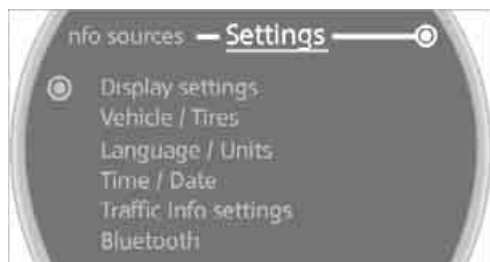 nfo sources Settings
Display settings
Vehicle / Tires
Language / Units
Time / Date
Traffic Info settings
Bluetooth